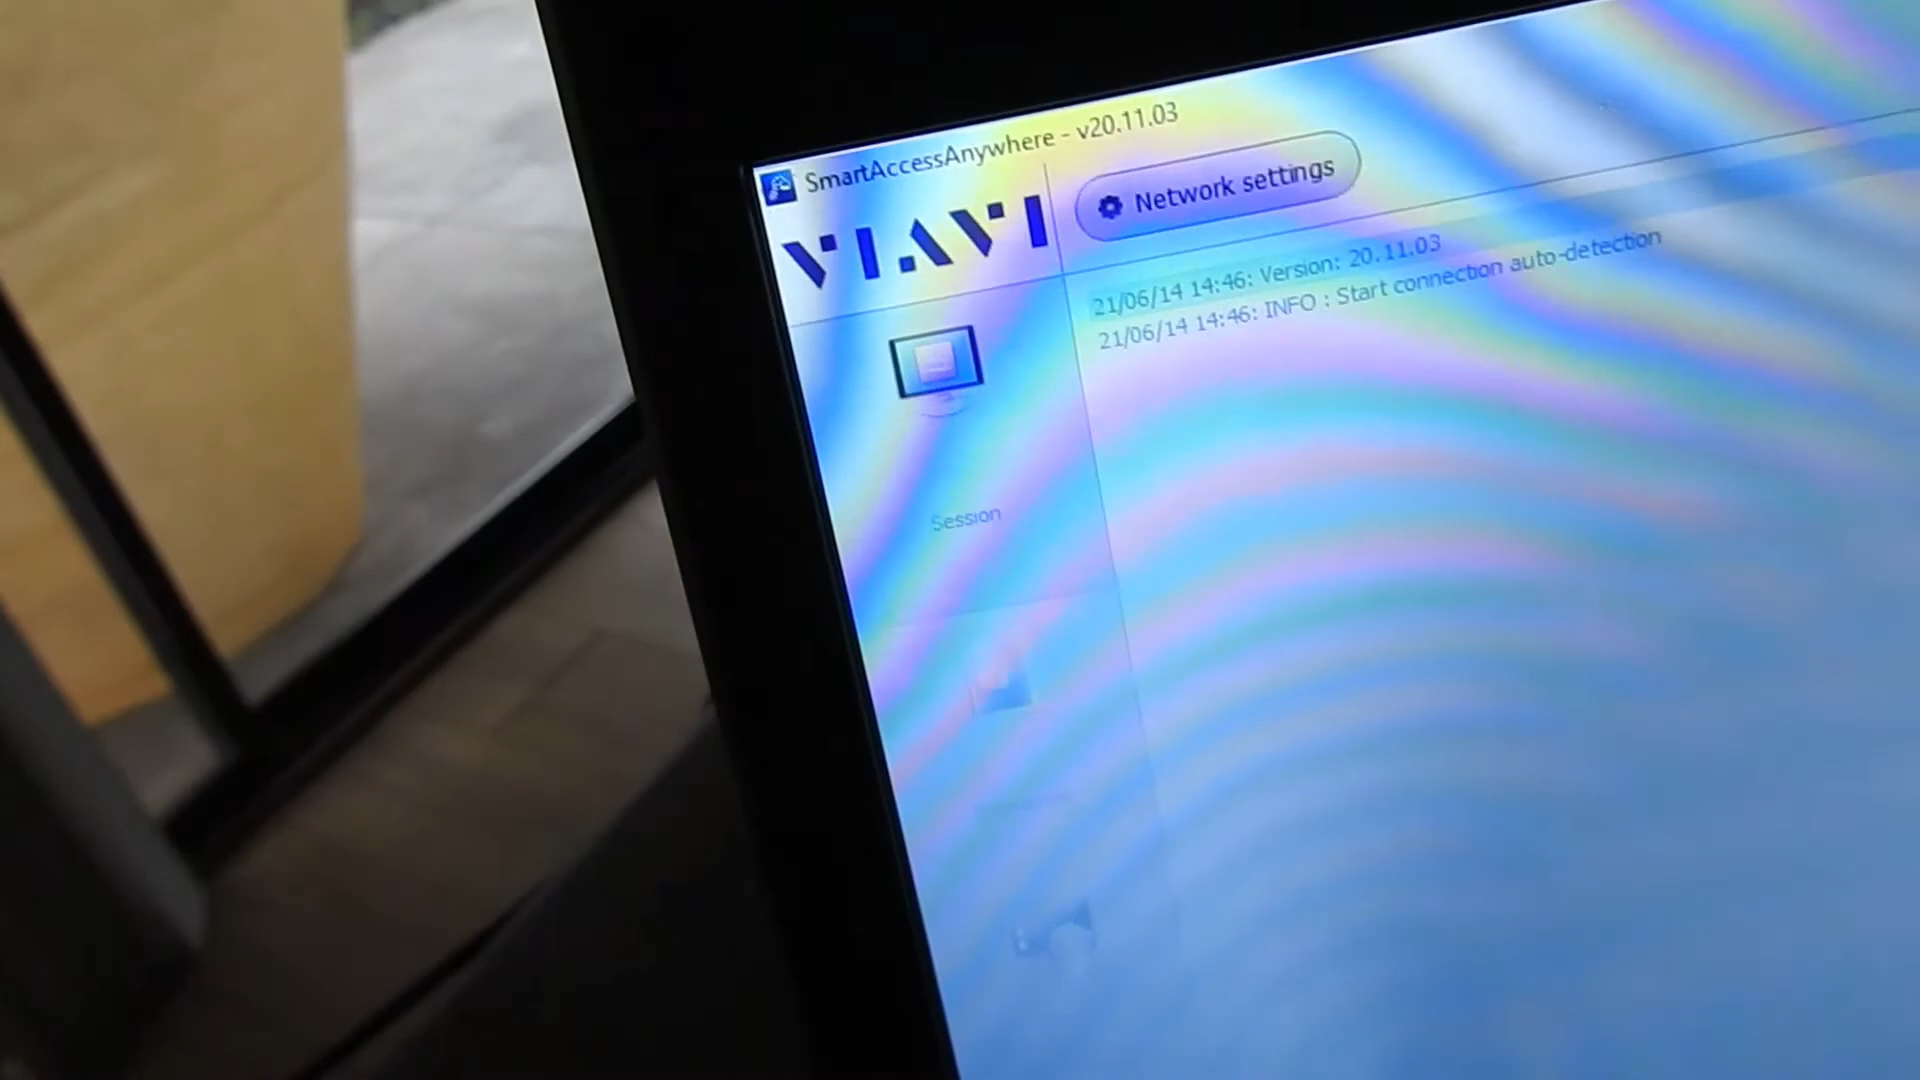 SmartAccessAnywhere - v20.11.03
VIAVI
Network settings
21/06/14 14:46: Version: 20.11.03
21/06/14 14:46: INFO : Start connection auto-detection
Session